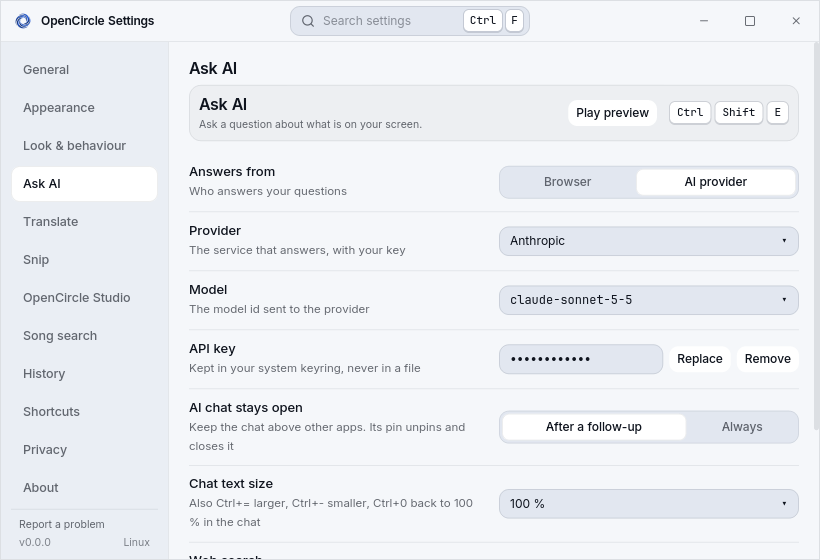 OpenCircle Settings
Search settings
Ctrl F
General
Appearance
Look & behaviour
Ask AI
Translate
Snip
OpenCircle Studio
Song search
History
Shortcuts
Privacy
About
Report a problem
v0.0.0 Linux
Ask AI
Ask AI
Ask a question about what is on your screen.
Play preview
Ctrl Shift E
Answers from
Who answers your questions
Browser AI provider
Provider
The service that answers, with your key
Anthropic
Model
The model id sent to the provider
claude-sonnet-5-5
API key
Kept in your system keyring, never in a file
••••••••••••
Replace Remove
AI chat stays open
Keep the chat above other apps. Its pin unpins and
closes it
After a follow-up Always
Chat text size
Also Ctrl+= larger, Ctrl+- smaller, Ctrl+0 back to 100
% in the chat
100 %